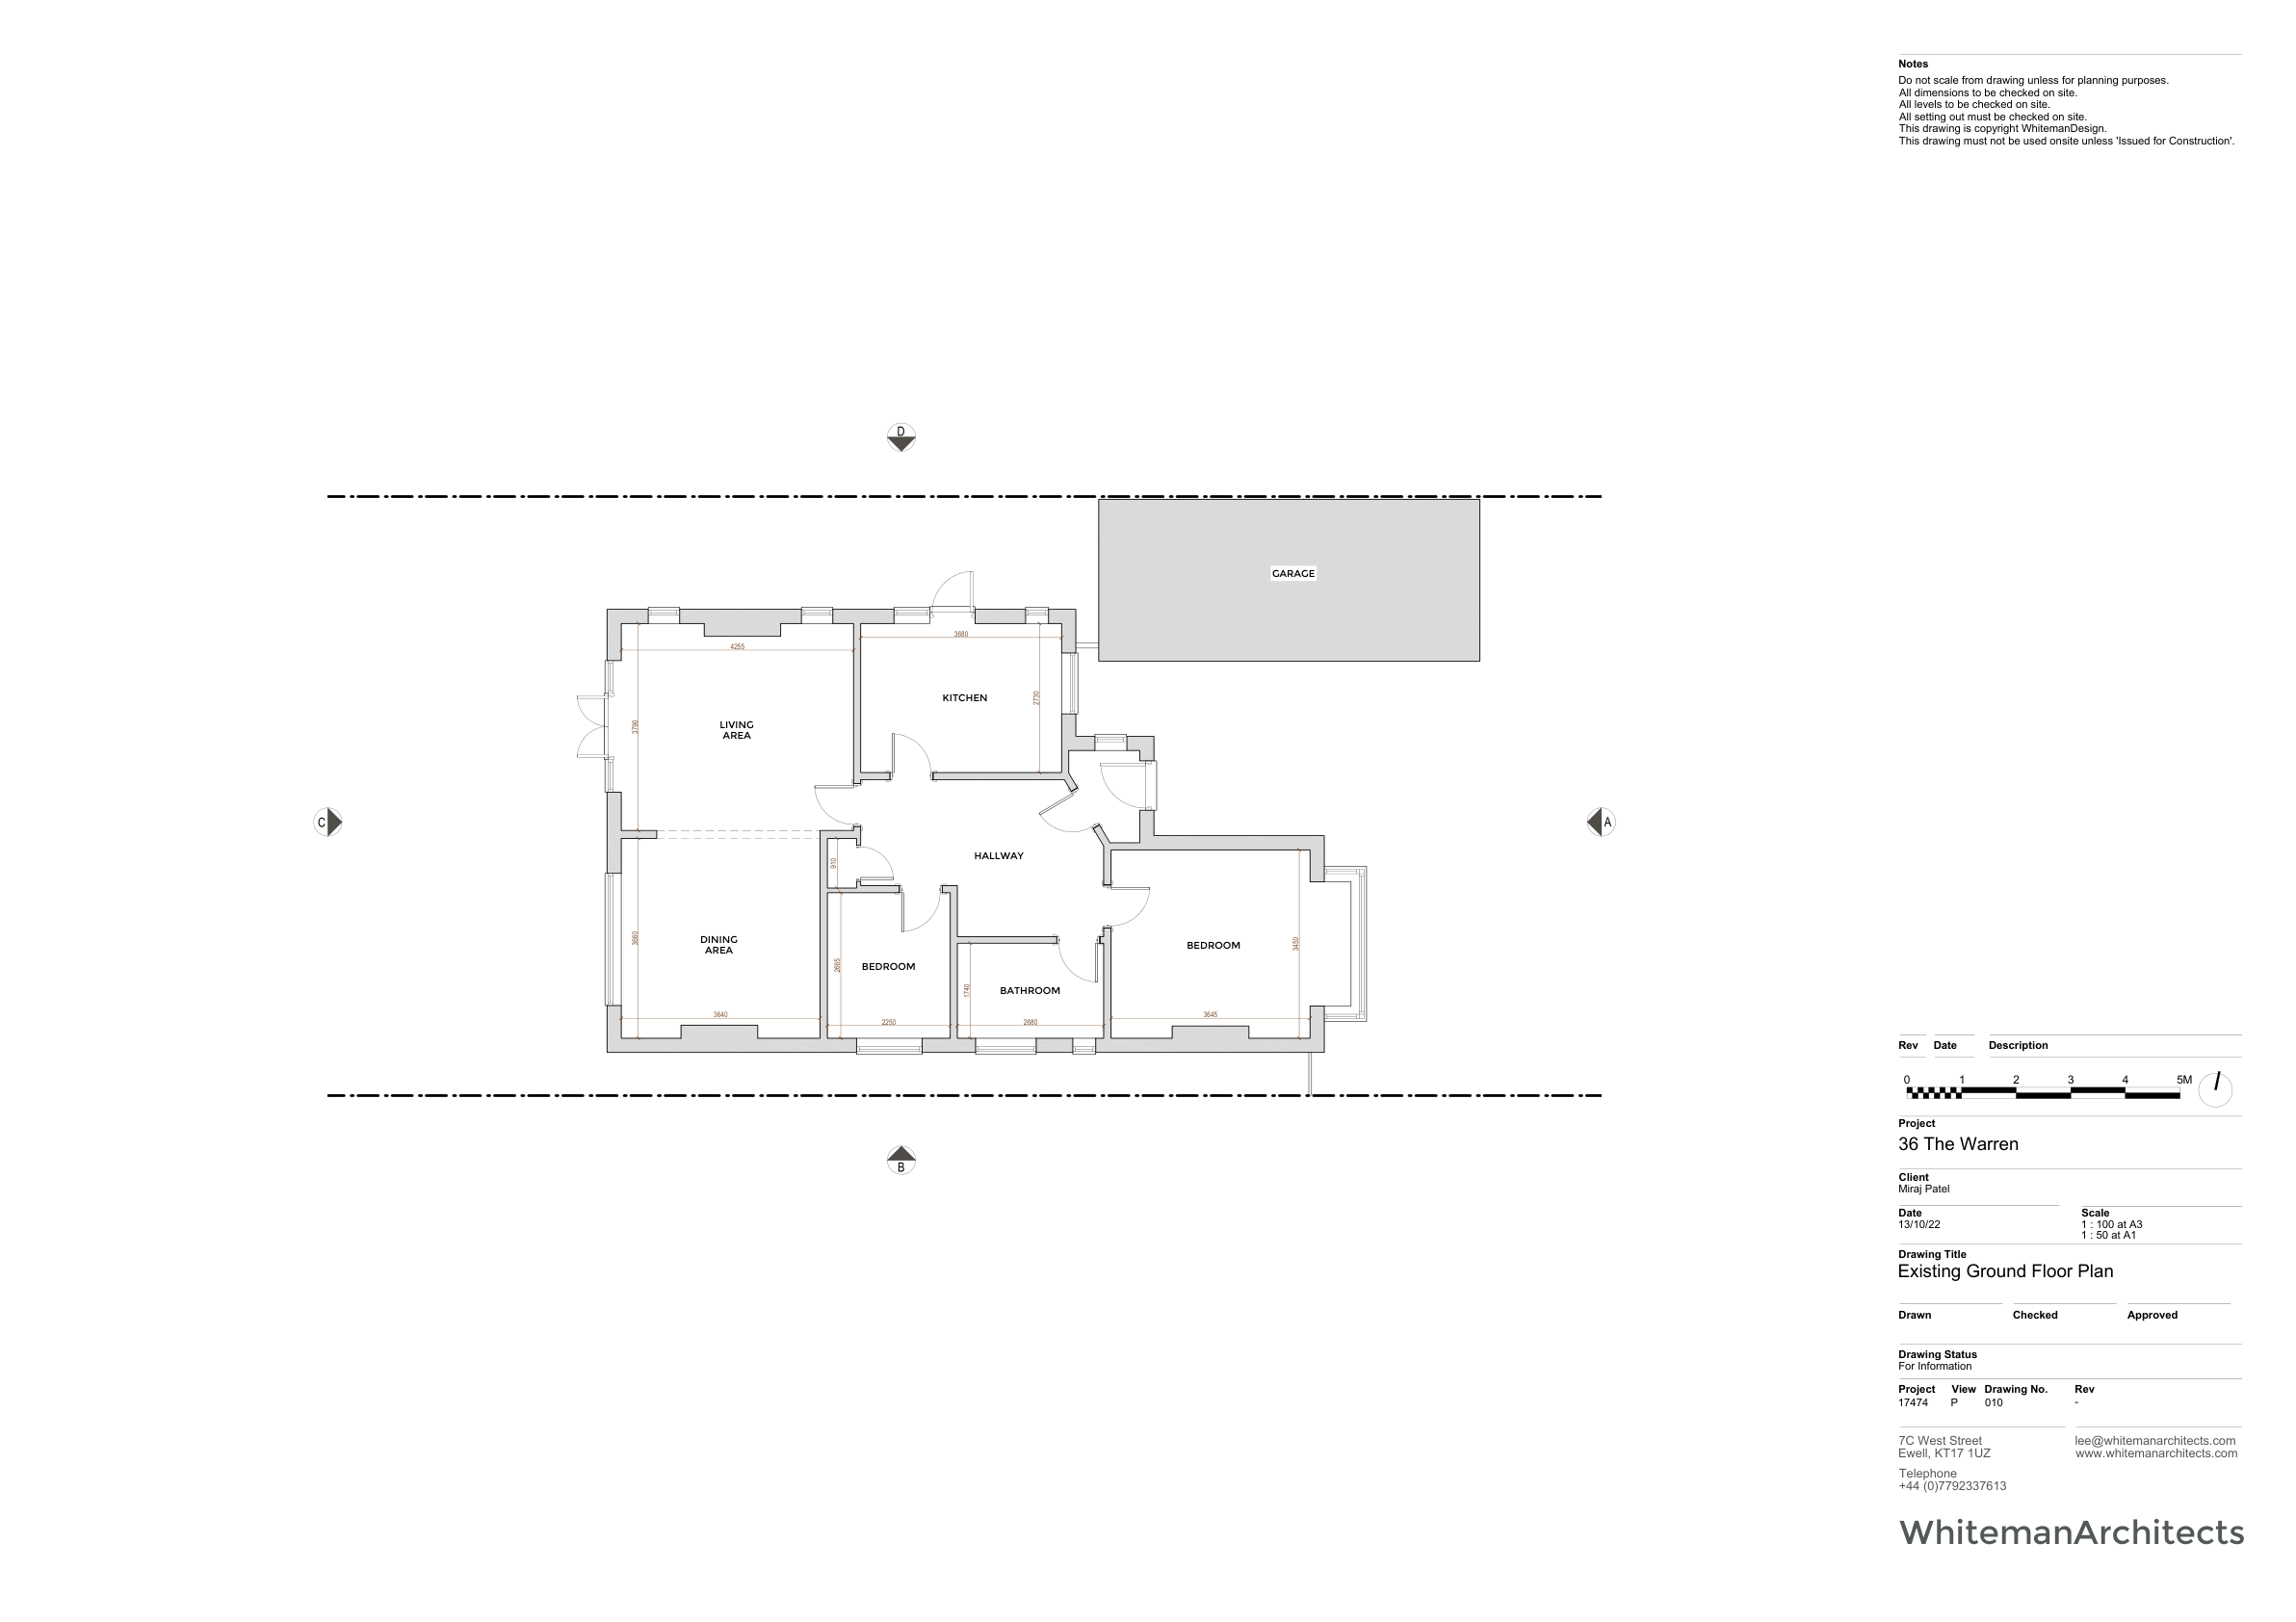 Notes
Do not scale from drawing unless for planning purposes.
All dimensions to be checked on site.
All levels to be checked on site.
All setting out must be checked on site.
This drawing is copyright WhitemanDesign.
This drawing must not be used onsite unless 'Issued for Construction'.
D
GARAGE
3680
4255
KITCHEN
2730
LIVING
AREA
3790
C
A
HALLWAY
910
DINING
AREA
3660
BEDROOM
3450
BEDROOM
2665
BATHROOM
1740
3640
2250
2680
3645
B
Rev Date Description
0 1 2 3 4 5M
Project
36 The Warren
Client
Miraj Patel
Date
13/10/22
Scale
1 : 100 at A3
1 : 50 at A1
Drawing Title
Existing Ground Floor Plan
Drawn Checked Approved
Drawing Status
For Information
Project View Drawing No. Rev
17474 P 010 -
7C West Street
Ewell, KT17 1UZ
lee@whitemanarchitects.com
www.whitemanarchitects.com
Telephone
+44 (0)7792337613
WhitemanArchitects